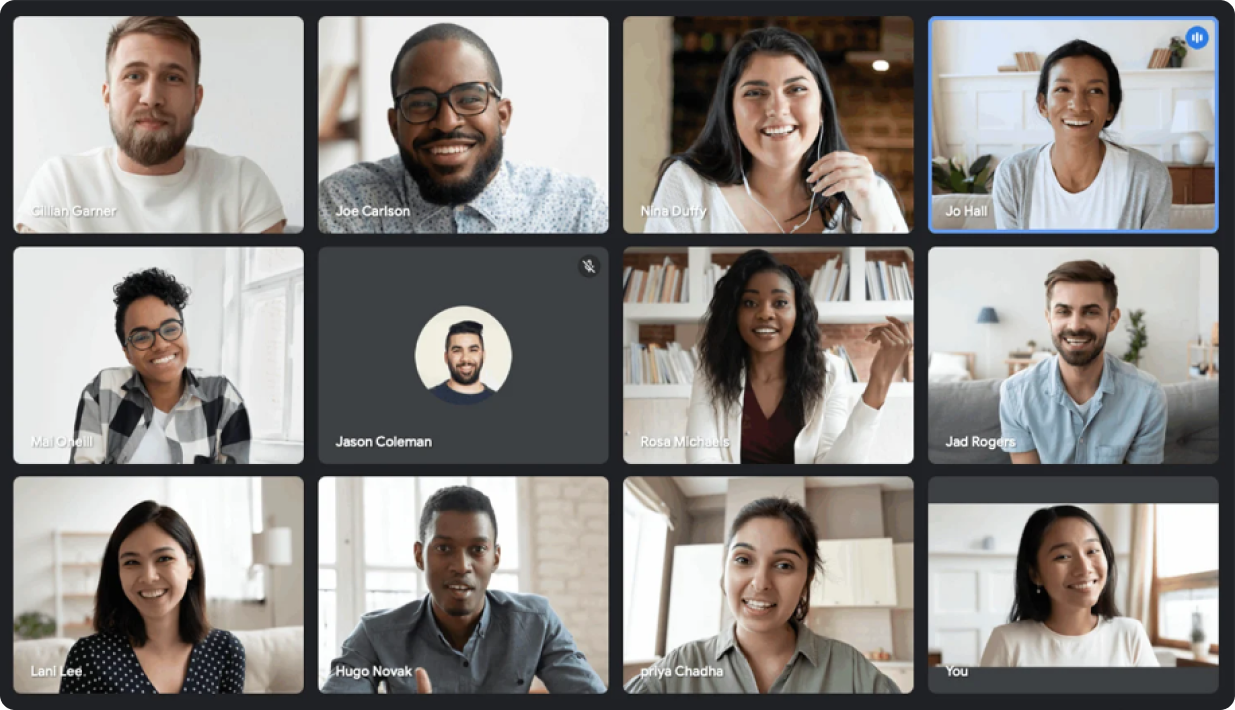 Cillian Garner
Joe Carlson
Nina Duffy
Jo Hall
Mai Oneill
Jason Coleman
Rosa Michaels
Jad Rogers
Lani Lee
Hugo Novak
priya Chadha
You